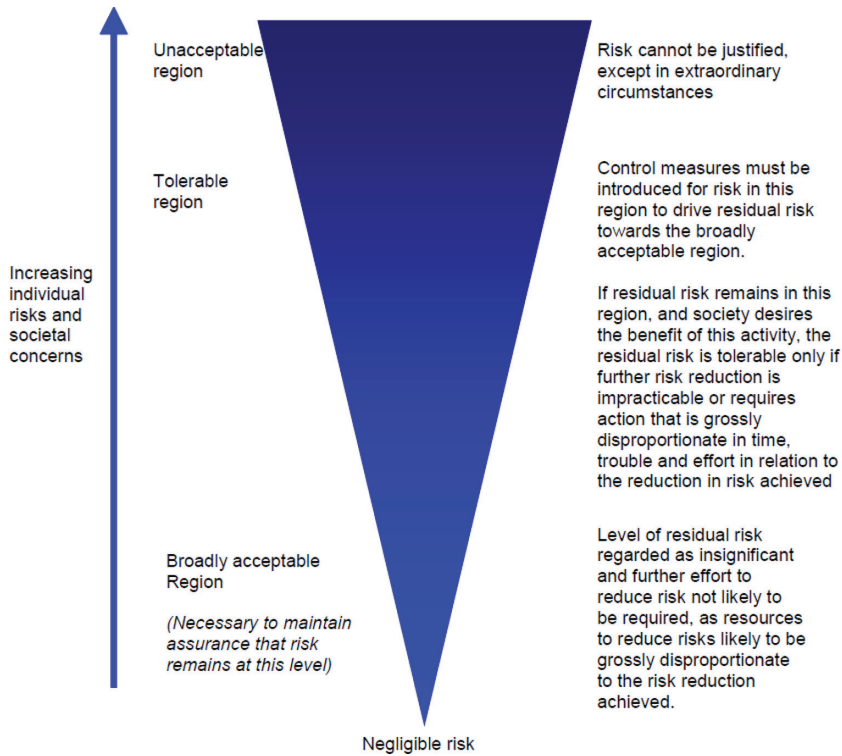 Unacceptable
region
Risk cannot be justified,
except in extraordinary
circumstances
Tolerable
region
Control measures must be
introduced for risk in this
region to drive residual risk
towards the broadly
acceptable region.
Increasing
individual
risks and
societal
concerns
If residual risk remains in this
region, and society desires
the benefit of this activity, the
residual risk is tolerable only if
further risk reduction is
impracticable or requires
action that is grossly
disproportionate in time,
trouble and effort in relation to
the reduction in risk achieved
Broadly acceptable
Region
(Necessary to maintain
assurance that risk
remains at this level)
Level of residual risk
regarded as insignificant
and further effort to
reduce risk not likely to
be required, as resources
to reduce risks likely to be
grossly disproportionate
to the risk reduction
achieved.
Negligible risk